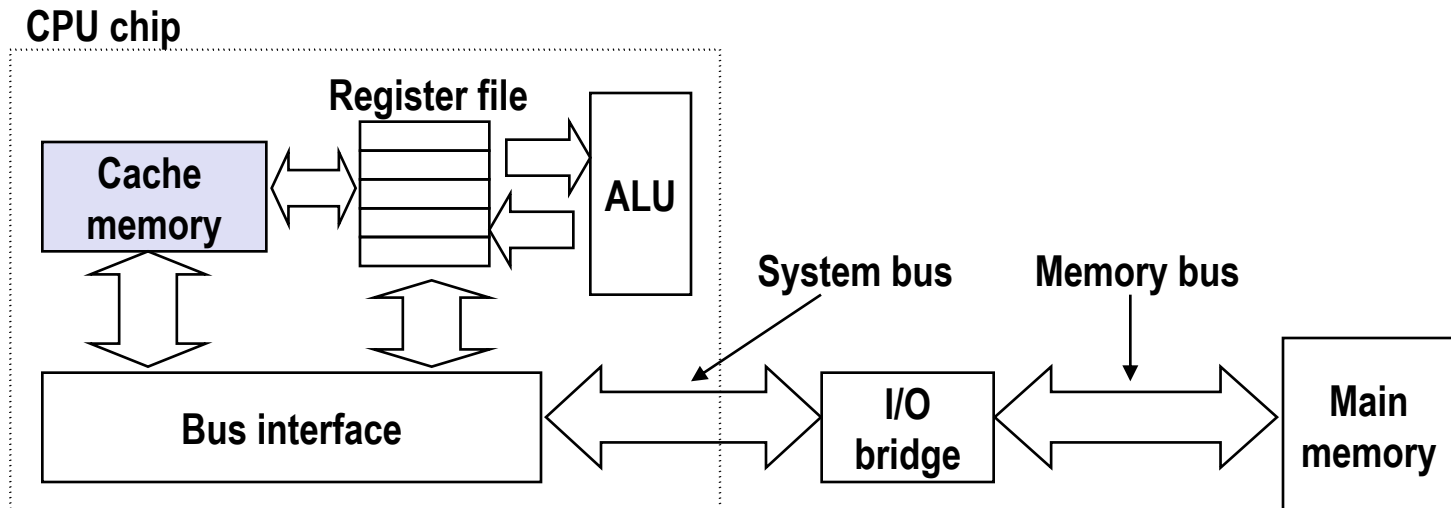 CPU chip
Register file
Cache
memory
ALU
System bus
Memory bus
Bus interface
I/O
bridge
Main
memory